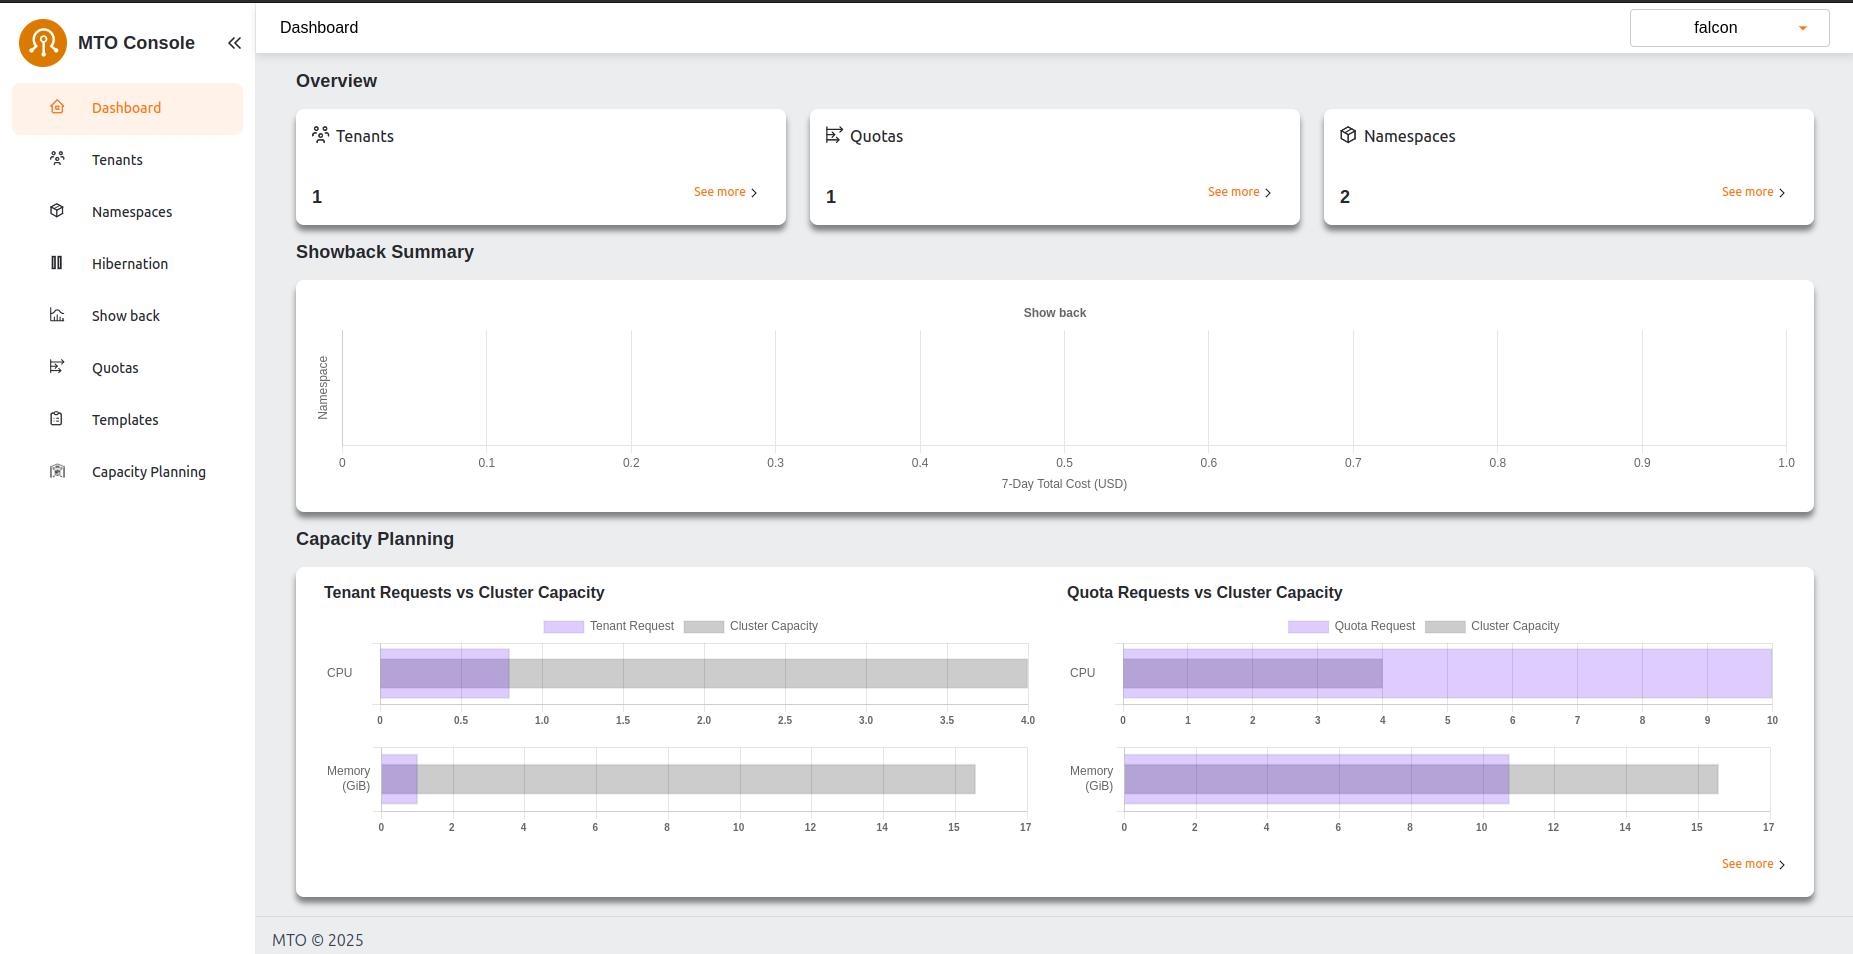 MTO Console
Dashboard
Tenants
Namespaces
Hibernation
Show back
Quotas
Templates
Capacity Planning
Dashboard
falcon
Overview
Tenants
1
See more
Quotas
1
See more
Namespaces
2
See more
Showback Summary
Show back
Namespace
0 0.1 0.2 0.3 0.4 0.5 0.6 0.7 0.8 0.9 1.0
7-Day Total Cost (USD)
Capacity Planning
Tenant Requests vs Cluster Capacity
Tenant Request Cluster Capacity
CPU
0 0.5 1.0 1.5 2.0 2.5 3.0 3.5 4.0
Memory
(GiB)
0 2 4 6 8 10 12 14 15 17
Quota Requests vs Cluster Capacity
Quota Request Cluster Capacity
CPU
0 1 2 3 4 5 6 7 8 9 10
Memory
(GiB)
0 2 4 6 8 10 12 14 15 17
See more
MTO © 2025